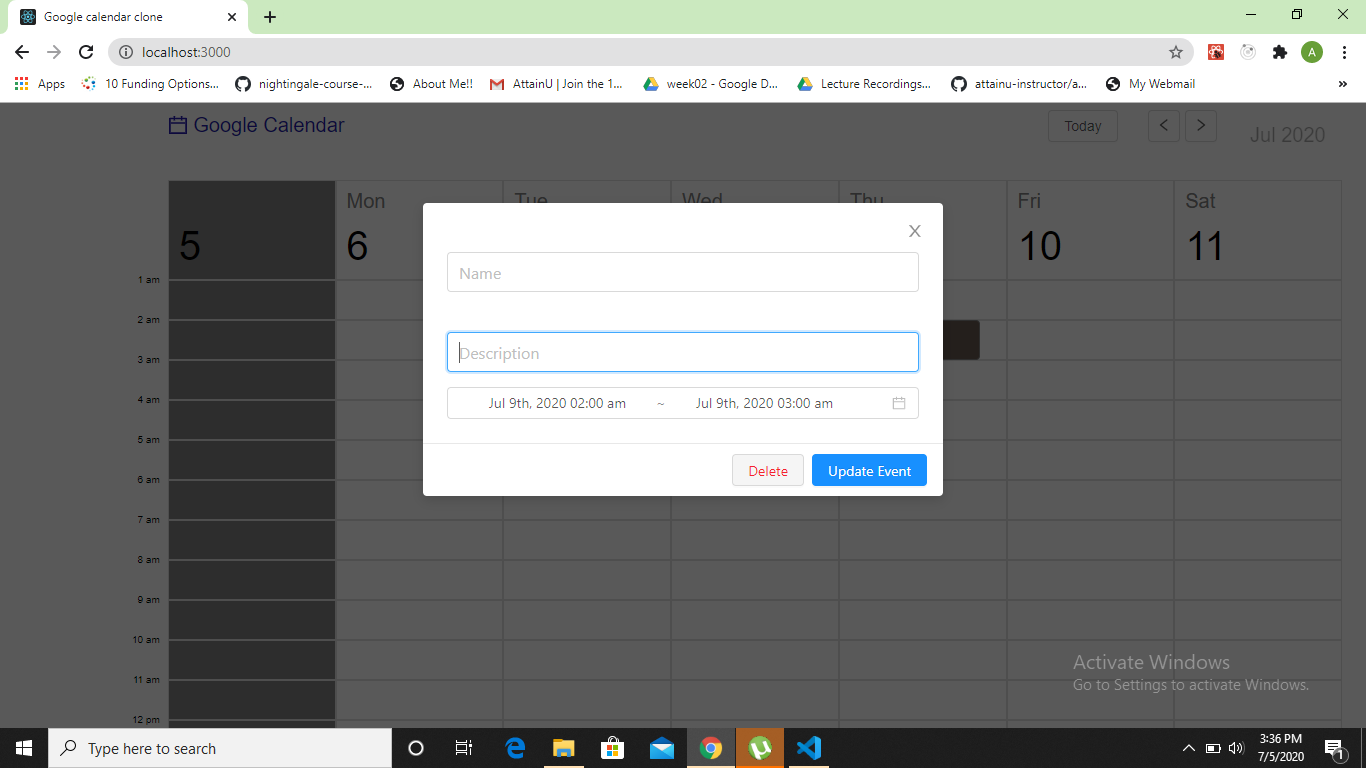 Google calendar clone
localhost:3000
A
Apps
10 Funding Options...
nightingale-course-...
About Me!!
AttainU | Join the 1...
week02 - Google D...
Lecture Recordings...
attainu-instructor/a...
My Webmail
»
Google Calendar
Today
Jul 2020
Mon
Tue
Wed
Thu
Fri
Sat
5
6
10
11
1 am
2 am
3 am
4 am
5 am
6 am
7 am
8 am
9 am
10 am
11 am
12 pm
Name
Description
Jul 9th, 2020 02:00 am ~ Jul 9th, 2020 03:00 am
Delete
Update Event
Activate Windows
Go to Settings to activate Windows.
Type here to search
3:36 PM
7/5/2020
1